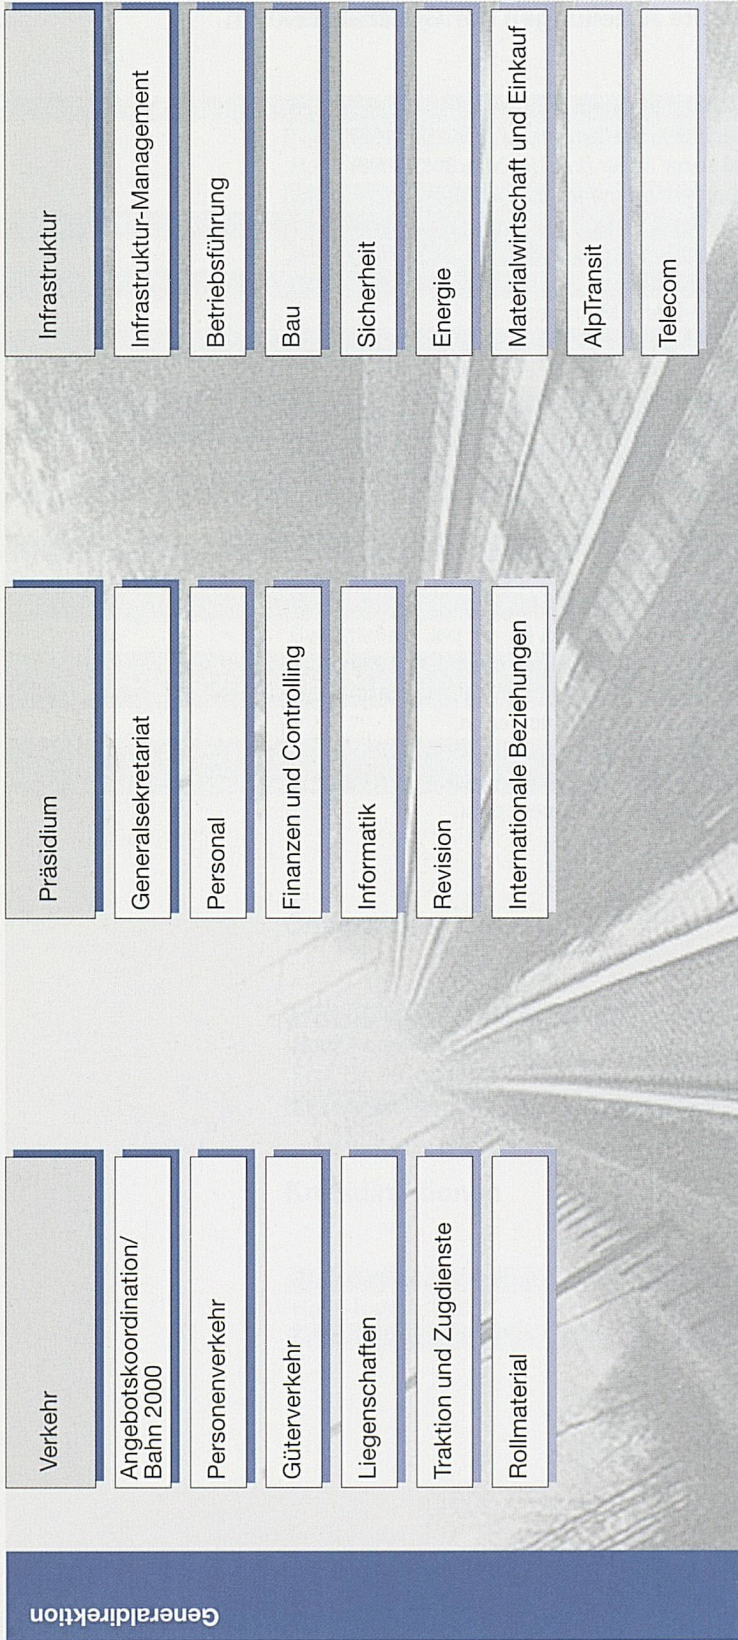 Generaldirektion
Verkehr
Angebotskoordination/
Bahn 2000
Personenverkehr
Güterverkehr
Liegenschaften
Traktion und Zugdienste
Rollmaterial
Präsidium
Generalsekretariat
Personal
Finanzen und Controlling
Informatik
Revision
Internationale Beziehungen
Infrastruktur
Infrastruktur-Management
Betriebsführung
Bau
Sicherheit
Energie
Materialwirtschaft und Einkauf
AlpTransit
Telecom